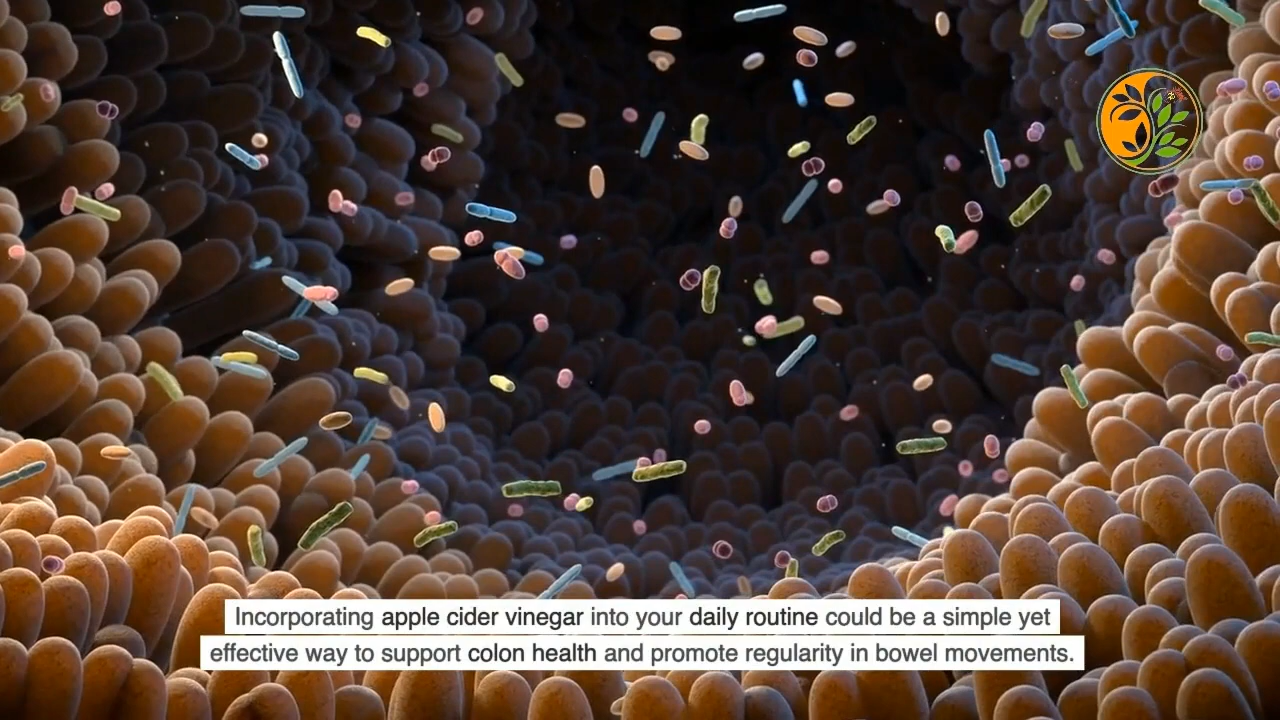 Incorporating apple cider vinegar into your daily routine could be a simple yet
effective way to support colon health and promote regularity in bowel movements.